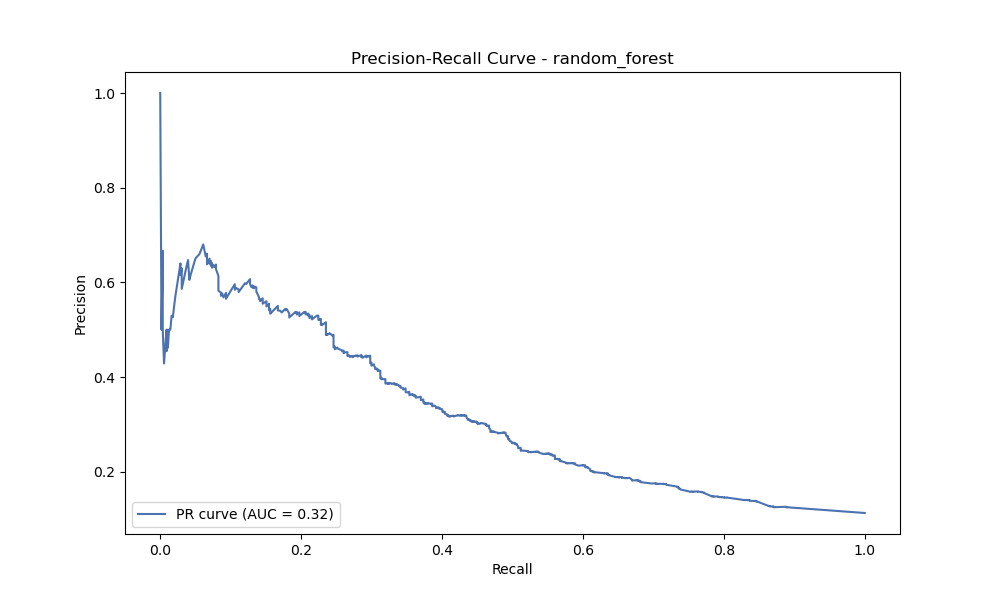 Precision-Recall Curve - random_forest
1.0
0.8
0.6
0.4
0.2
Precision
PR curve (AUC = 0.32)
0.0 0.2 0.4 0.6 0.8 1.0
Recall